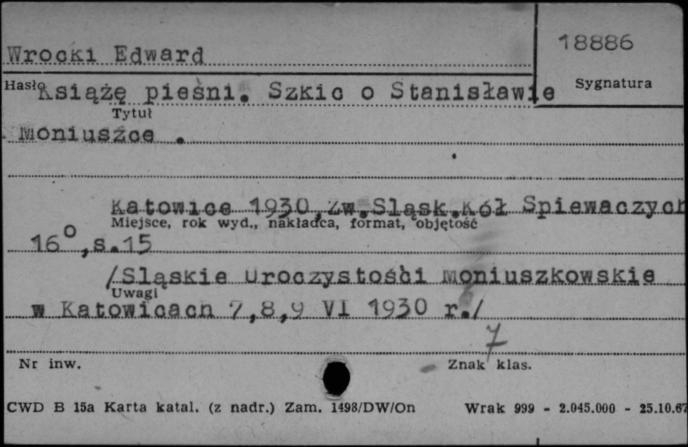 Wrocki Edward
18886
Hasło
Sygnatura
Książę pieśni. Szkic o Stanisławie
Tytuł
Moniuszce .
Katowice 1930,Zw.Śląsk.Kół Śpiewaczych
Miejsce, rok wyd., nakładca, format, objętość
16°,s.15
/Śląskie uroczystości Moniuszkowskie
Uwagi
w Katowicach 7,8,9 VI 1930 r./
7
Nr inw.
Znak klas.
CWD B 15a Karta katal. (z nadr.) Zam. 1498/DW/On
Wrak 999 - 2.045.000 - 25.10.67